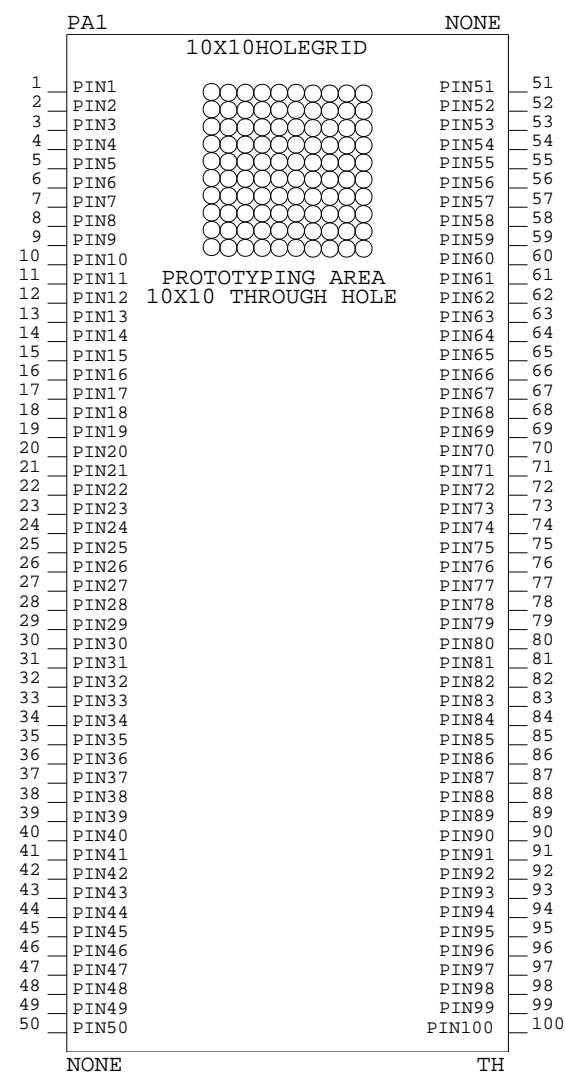 PA1 NONE
10X10HOLEGRID
1 PIN1 PIN51 51
2 PIN2 PIN52 52
3 PIN3 PIN53 53
4 PIN4 PIN54 54
5 PIN5 PIN55 55
6 PIN6 PIN56 56
7 PIN7 PIN57 57
8 PIN8 PIN58 58
9 PIN9 PIN59 59
10 PIN10 PIN60 60
11 PIN11 PROTOTYPING AREA PIN61 61
12 PIN12 10X10 THROUGH HOLE PIN62 62
13 PIN13 PIN63 63
14 PIN14 PIN64 64
15 PIN15 PIN65 65
16 PIN16 PIN66 66
17 PIN17 PIN67 67
18 PIN18 PIN68 68
19 PIN19 PIN69 69
20 PIN20 PIN70 70
21 PIN21 PIN71 71
22 PIN22 PIN72 72
23 PIN23 PIN73 73
24 PIN24 PIN74 74
25 PIN25 PIN75 75
26 PIN26 PIN76 76
27 PIN27 PIN77 77
28 PIN28 PIN78 78
29 PIN29 PIN79 79
30 PIN30 PIN80 80
31 PIN31 PIN81 81
32 PIN32 PIN82 82
33 PIN33 PIN83 83
34 PIN34 PIN84 84
35 PIN35 PIN85 85
36 PIN36 PIN86 86
37 PIN37 PIN87 87
38 PIN38 PIN88 88
39 PIN39 PIN89 89
40 PIN40 PIN90 90
41 PIN41 PIN91 91
42 PIN42 PIN92 92
43 PIN43 PIN93 93
44 PIN44 PIN94 94
45 PIN45 PIN95 95
46 PIN46 PIN96 96
47 PIN47 PIN97 97
48 PIN48 PIN98 98
49 PIN49 PIN99 99
50 PIN50 PIN100 100
NONE TH